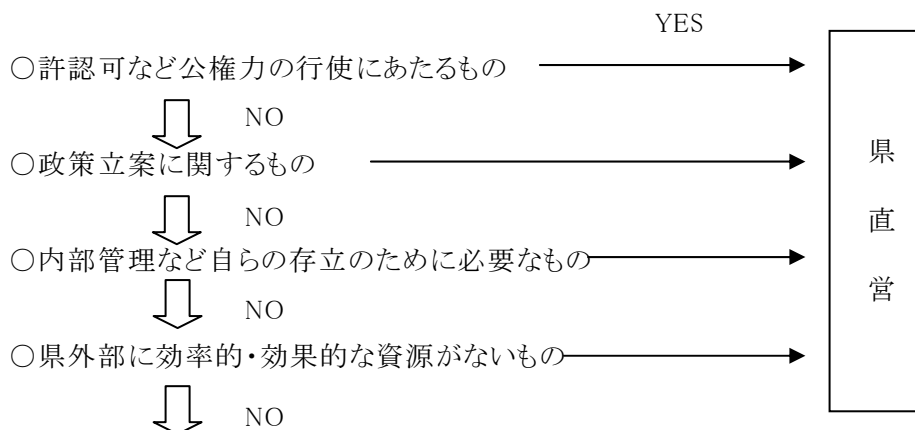 YES
○許認可など公権力の行使にあたるもの
NO
○政策立案に関するもの
NO
○内部管理など自らの存立のために必要なもの
NO
○県外部に効率的・効果的な資源がないもの
NO
県直営